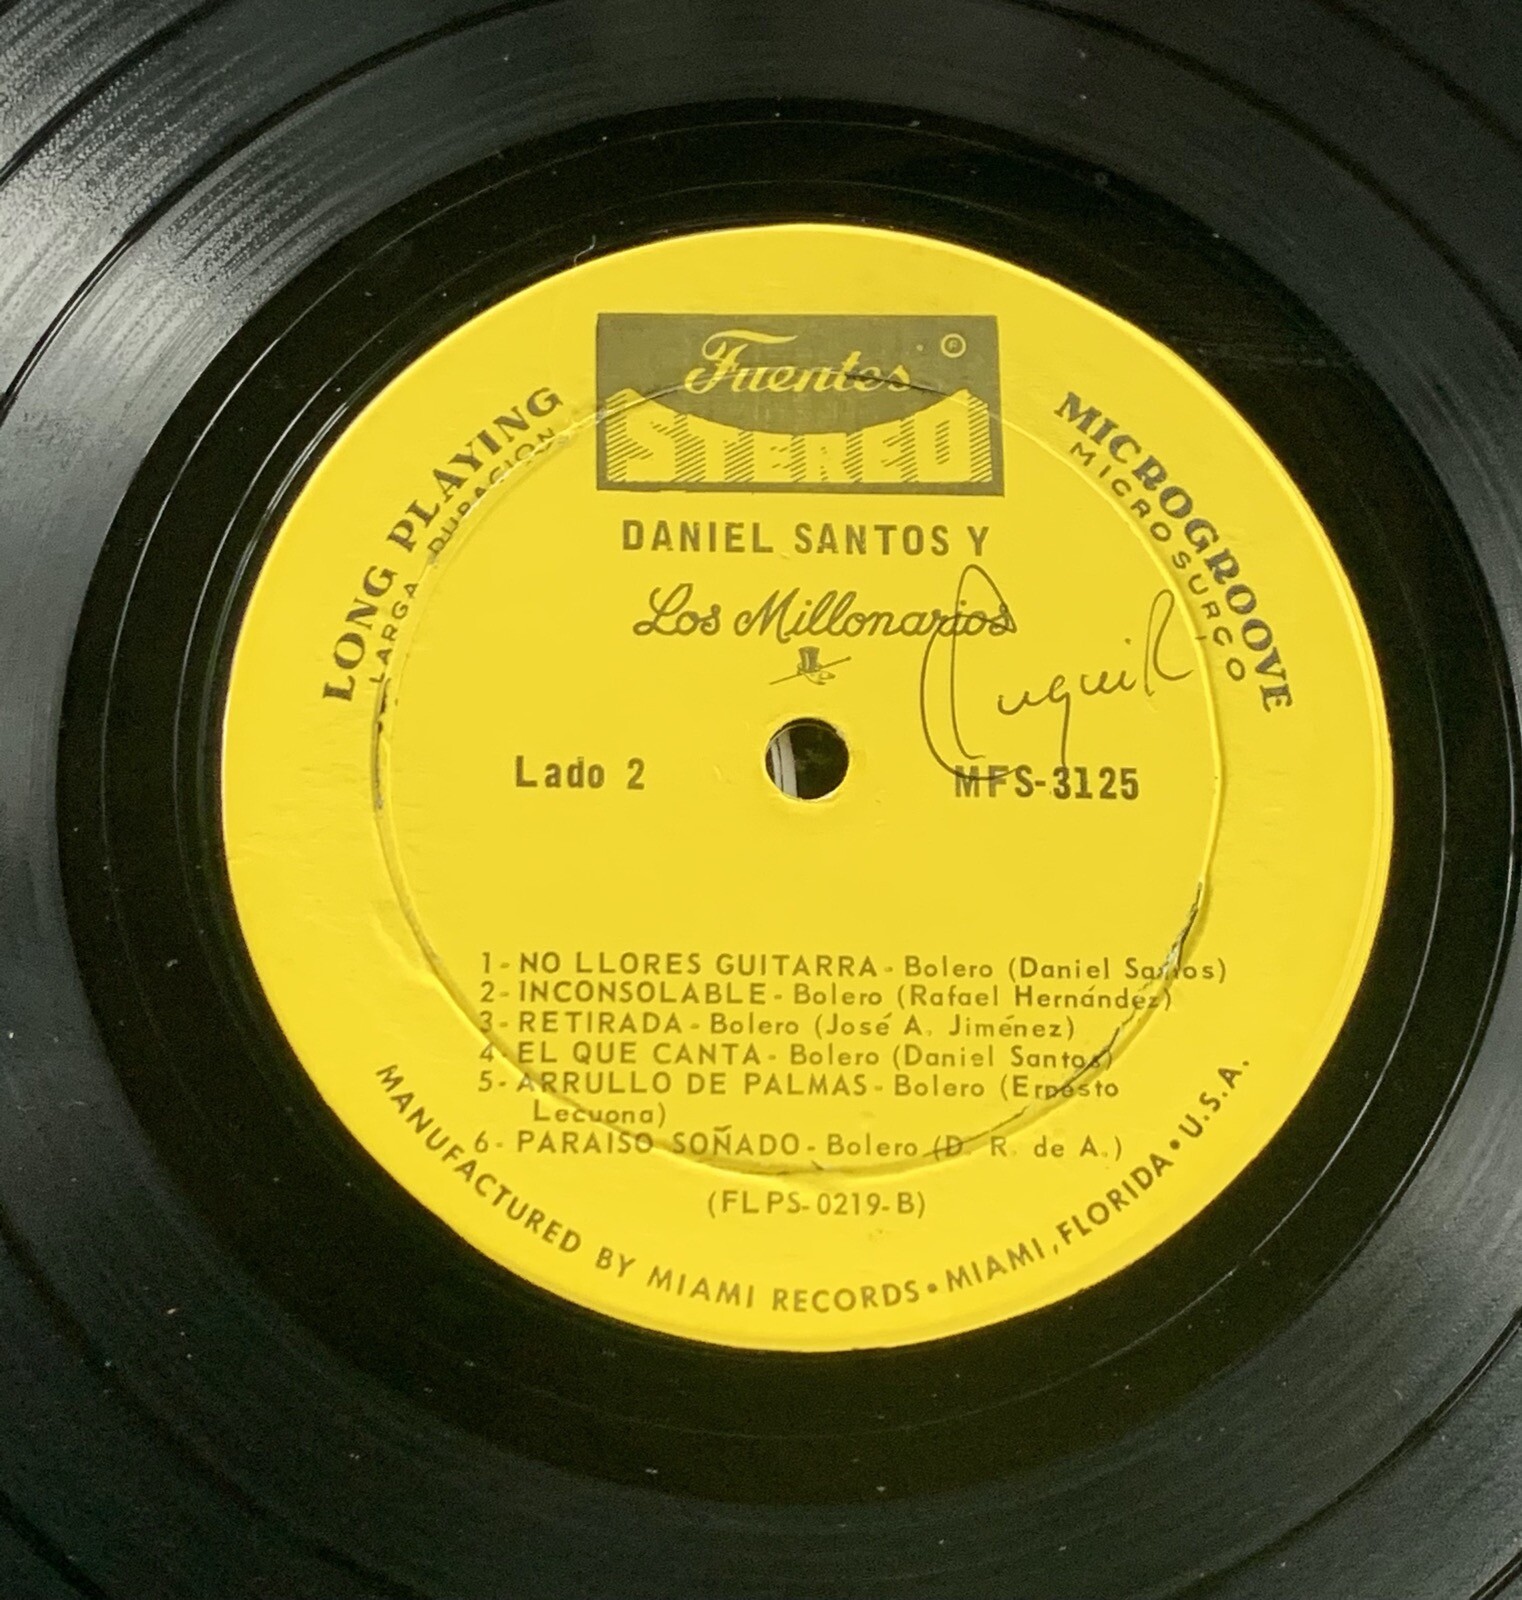 Fuentes ®
STEREO
LONG PLAYING
LARGA DURACION
MICROGROOVE
MICROSURCO
DANIEL SANTOS Y
Los Millonarios
Lado 2
MFS-3125
1- NO LLORES GUITARRA - Bolero (Daniel Santos)
2- INCONSOLABLE - Bolero (Rafael Hernández)
3- RETIRADA - Bolero (José A. Jiménez)
4- EL QUE CANTA - Bolero (Daniel Santos)
5- ARRULLO DE PALMAS - Bolero (Ernesto
Lecuona)
6- PARAISO SOÑADO - Bolero (D. R. de A.)
(FLPS-0219-B)
MANUFACTURED BY MIAMI RECORDS • MIAMI, FLORIDA • U.S.A.